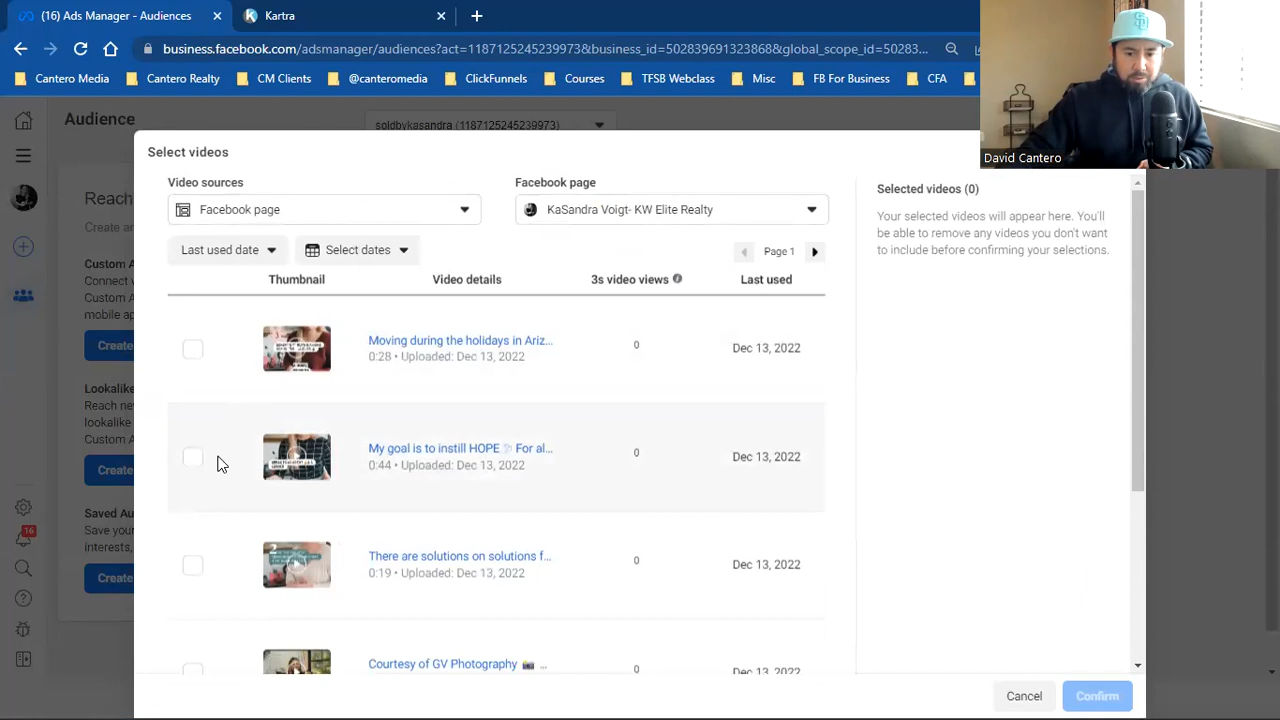 (16) Ads Manager - Audiences
Kartra
business.facebook.com/adsmanager/audiences?act=1187125245239973&business_id=502839691323868&global_scope_id=50283...
Cantero Media
Cantero Realty
CM Clients
@canteromedia
ClickFunnels
Courses
TFSB Webclass
Misc
FB For Business
CFA
David Cantero
Audience
soldbykasandra (1187125245239973)
Select videos
Video sources
Facebook page
Selected videos (0)
Facebook page
KaSandra Voigt- KW Elite Realty
Your selected videos will appear here. You'll
be able to remove any videos you don't want
to include before confirming your selections.
Last used date
Select dates
Page 1
Thumbnail
Video details
3s video views
Last used
Moving during the holidays in Ariz...
0:28 • Uploaded: Dec 13, 2022
0
Dec 13, 2022
My goal is to instill HOPE 🕊 For al...
0:44 • Uploaded: Dec 13, 2022
0
Dec 13, 2022
There are solutions on solutions f...
0:19 • Uploaded: Dec 13, 2022
0
Dec 13, 2022
Courtesy of GV Photography 📸 ...
0
Dec 13, 2022
Cancel
Confirm
Reac
Create an
Custom A
Connect v
Custom A
mobile ap
Create
Lookalike
Reach nev
lookalike
Custom A
Create
Saved Au
Save your
interests,
Create
16